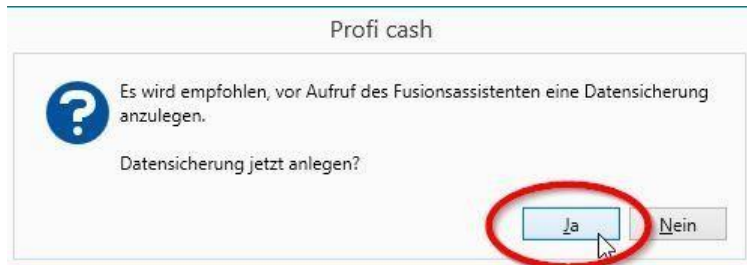 Profi cash
Es wird empfohlen, vor Aufruf des Fusionsassistenten eine Datensicherung
anzulegen.
Datensicherung jetzt anlegen?
Ja
Nein